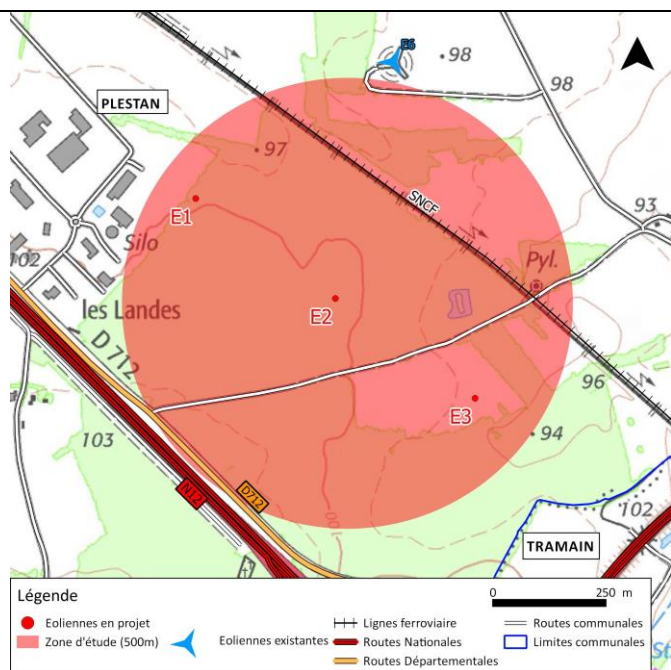 E6
98
98
PLESTAN
97
SNCF
93
E1
Silo
102
Pyl.
les Landes
E2
D 712
96
E3
103
94
N12
D712
102
TRAMAIN
Légende
0 250 m
Eoliennes en projet
Lignes ferroviaire
Routes communales
Zone d'étude (500m)
Eoliennes existantes
Routes Nationales
Limites communales
Routes Départementales